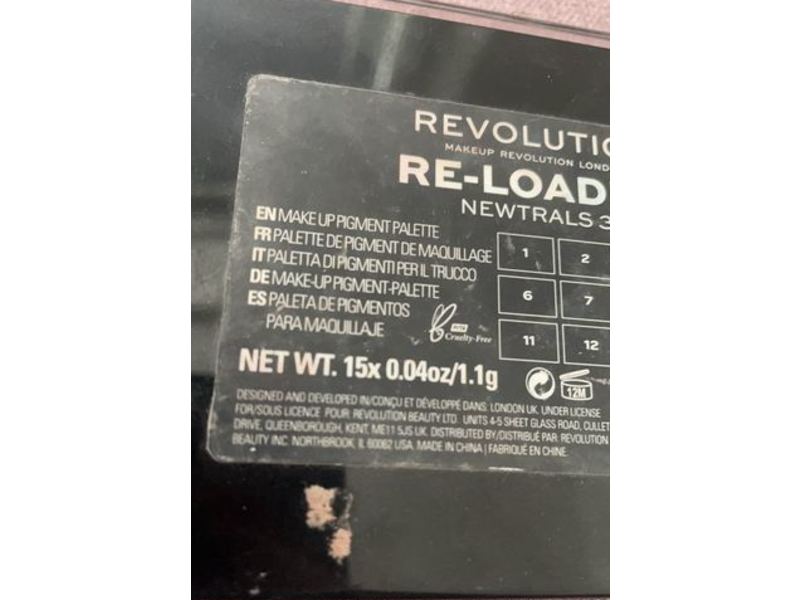 REVOLUTIO
MAKEUP REVOLUTION LOND
RE-LOAD
NEWTRALS 3
EN MAKE UP PIGMENT PALETTE
FR PALETTE DE PIGMENT DE MAQUILLAGE
IT PALETTA DI PIGMENTI PER IL TRUCCO
DE MAKE-UP PIGMENT-PALETTE
ES PALETA DE PIGMENTOS
PARA MAQUILLAJE
1 2
6 7
11 12
Cruelty-Free
NET WT. 15x 0.04oz/1.1g
12M
DESIGNED AND DEVELOPED IN/CONÇU ET DÉVELOPPÉ DANS: LONDON UK. UNDER LICENSE
FOR/SOUS LICENCE POUR: REVOLUTION BEAUTY LTD. UNITS 4-5 SHEET GLASS ROAD, CULLET
DRIVE, QUEENBOROUGH, KENT, ME11 5JS UK. DISTRIBUTED BY/DISTRIBUÉ PAR: REVOLUTION
BEAUTY INC. NORTHBROOK, IL 60062 USA. MADE IN CHINA | FABRIQUÉ EN CHINE.